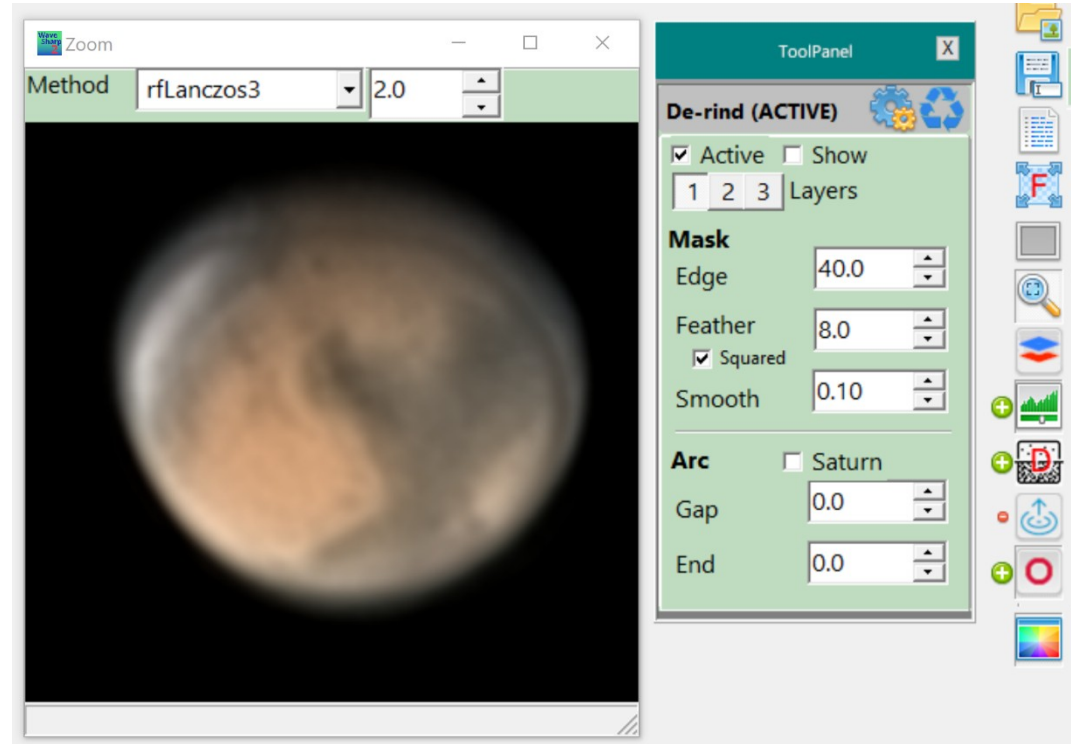 Wave
Sharp
Zoom
Method
rfLanczos3
2.0
ToolPanel
X
De-rind (ACTIVE)
Active
Show
1 2 3 Layers
Mask
Edge
40.0
Feather
8.0
Squared
Smooth
0.10
Arc
Saturn
Gap
0.0
End
0.0
F
D